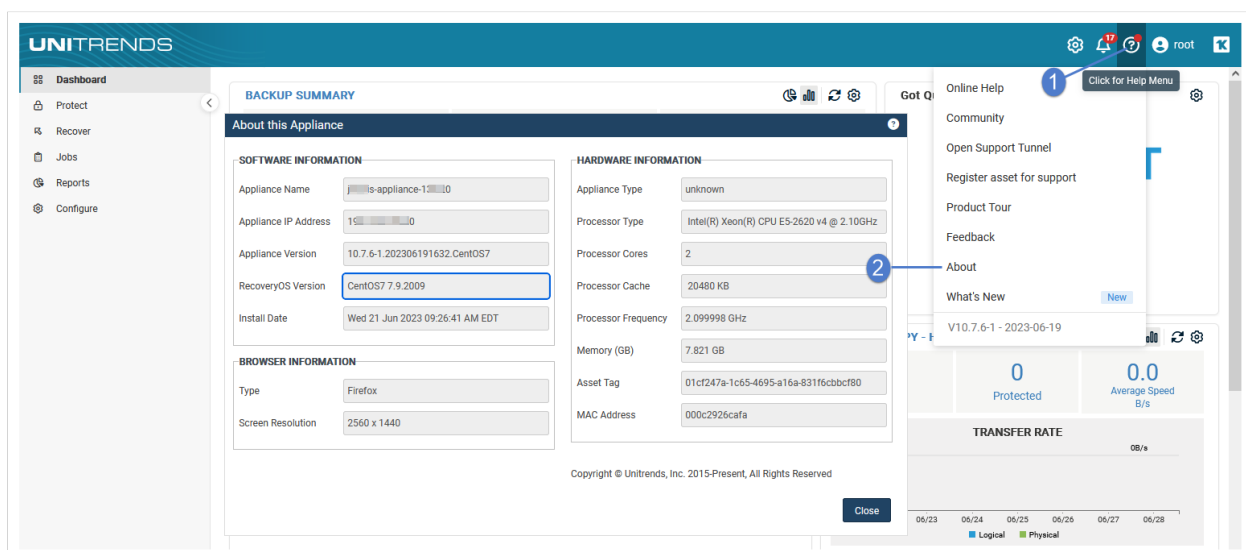 UNITRENDS
17
root
Dashboard
Protect
Recover
Jobs
Reports
Configure
1
Click for Help Menu
BACKUP SUMMARY
Online Help
Community
Open Support Tunnel
Register asset for support
Product Tour
Feedback
2
About
What's New
New
V10.7.6-1 - 2023-06-19
About this Appliance
SOFTWARE INFORMATION
Appliance Name
is-appliance-1
Appliance IP Address
Appliance Version
10.7.6-1.202306191632.CentOS7
RecoveryOS Version
CentOS7 7.9.2009
Install Date
Wed 21 Jun 2023 09:26:41 AM EDT
BROWSER INFORMATION
Type
Firefox
Screen Resolution
2560 x 1440
HARDWARE INFORMATION
Appliance Type
unknown
Processor Type
Intel(R) Xeon(R) CPU E5-2620 v4 @ 2.10GHz
Processor Cores
2
Processor Cache
20480 KB
Processor Frequency
2.099998 GHz
Memory (GB)
7.821 GB
Asset Tag
01cf247a-1c65-4695-a16a-831f6cbbcf80
MAC Address
000c2926cafa
Copyright © Unitrends, Inc. 2015-Present, All Rights Reserved
Close
Got
0
Protected
0.0
Average Speed
B/s
TRANSFER RATE
0B/s
06/23
06/24
06/25
06/26
06/27
06/28
Logical
Physical